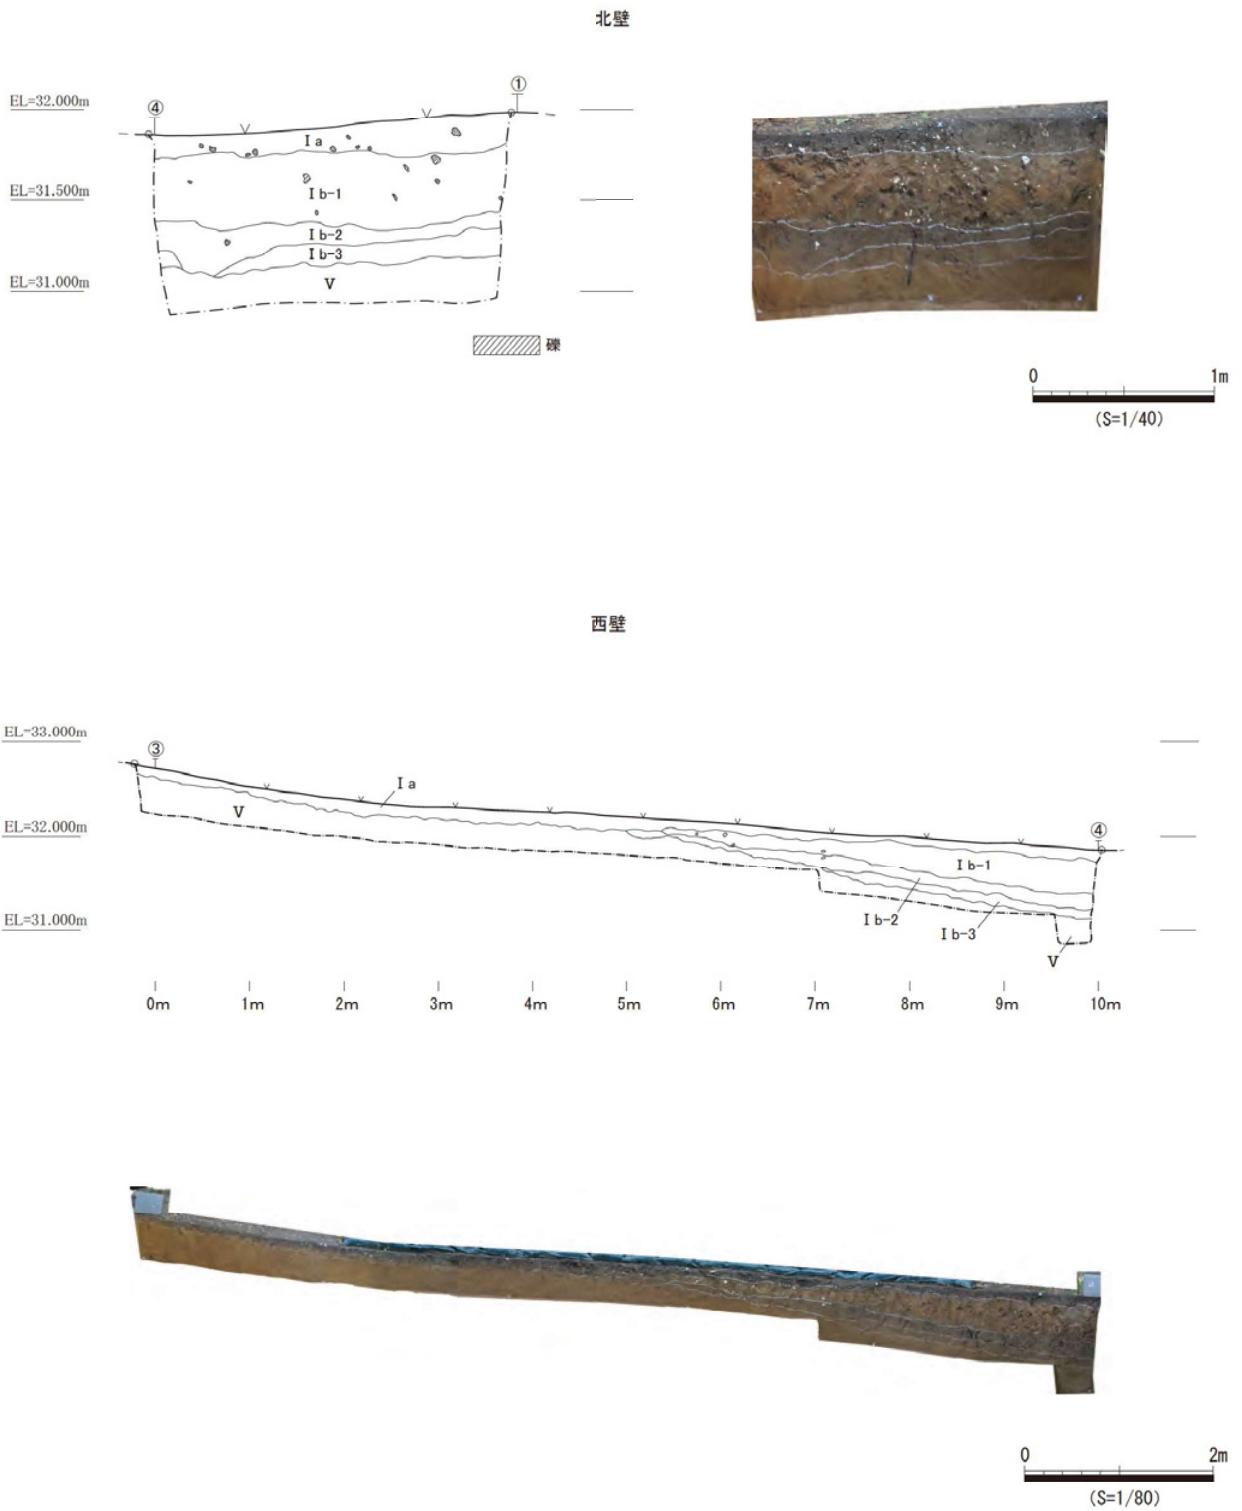 北壁
④
①
EL=32.000m
Ⅰa
EL=31.500m
Ⅰb-1
Ⅰb-2
Ⅰb-3
EL=31.000m
Ⅴ
礫
0 1m
(S=1/40)
西壁
EL=33.000m
③
Ⅰa
Ⅴ
EL=32.000m
④
Ⅰb-1
Ⅰb-2
EL=31.000m
Ⅰb-3
Ⅴ
0m 1m 2m 3m 4m 5m 6m 7m 8m 9m 10m
0 2m
(S=1/80)